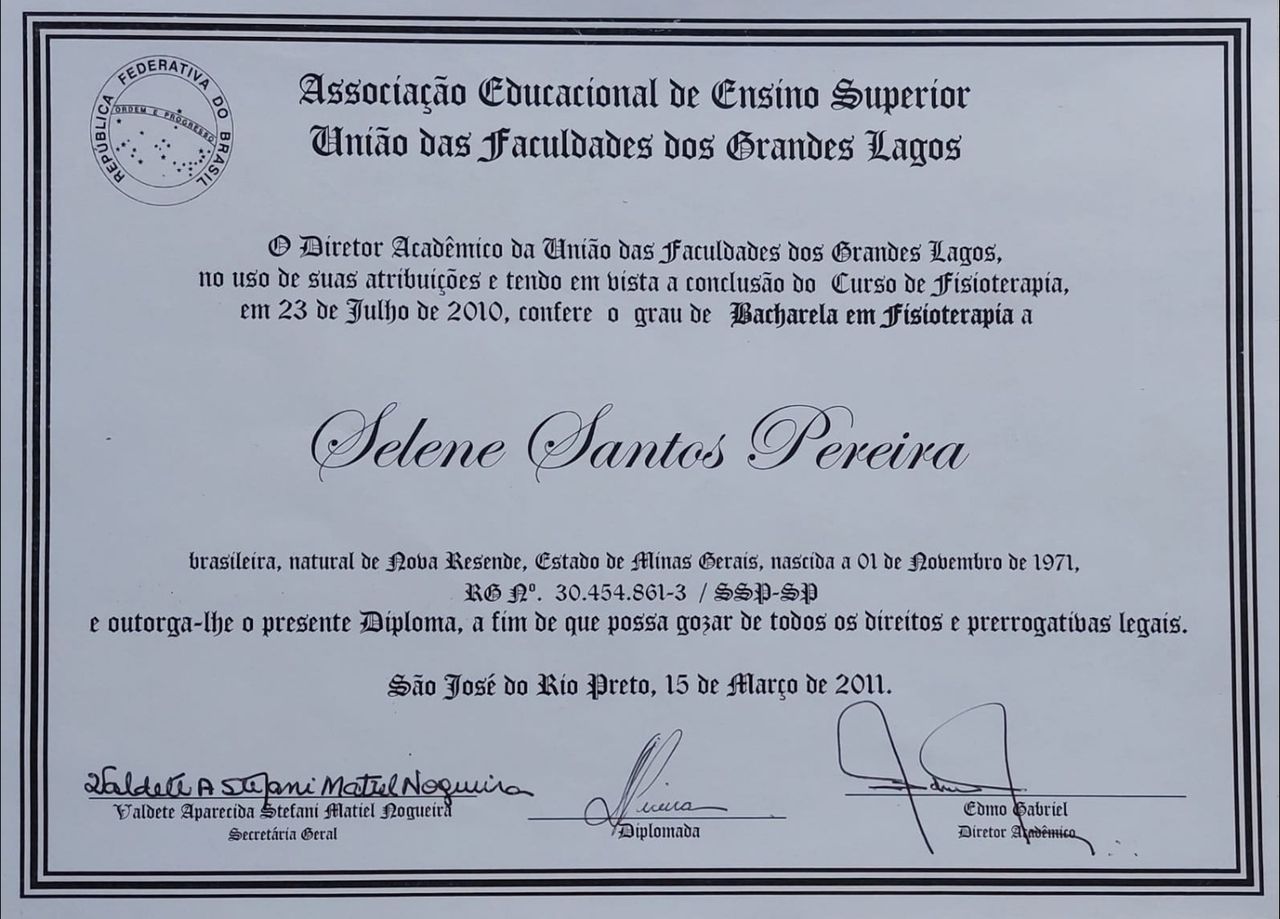 REPÚBLICA FEDERATIVA DO BRASIL
ORDEM E PROGRESSO
Associação Educacional de Ensino Superior
União das Faculdades dos Grandes Lagos
O Diretor Acadêmico da União das Faculdades dos Grandes Lagos,
no uso de suas atribuições e tendo em vista a conclusão do Curso de Fisioterapia,
em 23 de Julho de 2010, confere o grau de Bacharela em Fisioterapia a
Selene Santos Pereira
brasileira, natural de Nova Resende, Estado de Minas Gerais, nascida a 01 de Novembro de 1971,
RG Nº. 30.454.861-3 / SSP-SP
e outorga-lhe o presente Diploma, a fim de que possa gozar de todos os direitos e prerrogativas legais.
São José do Rio Preto, 15 de Março de 2011.
Valdete A Stefani Matiel Nogueira
Valdete Aparecida Stefani Matiel Nogueira
Secretária Geral
Diplomada
Edmo Gabriel
Diretor Acadêmico